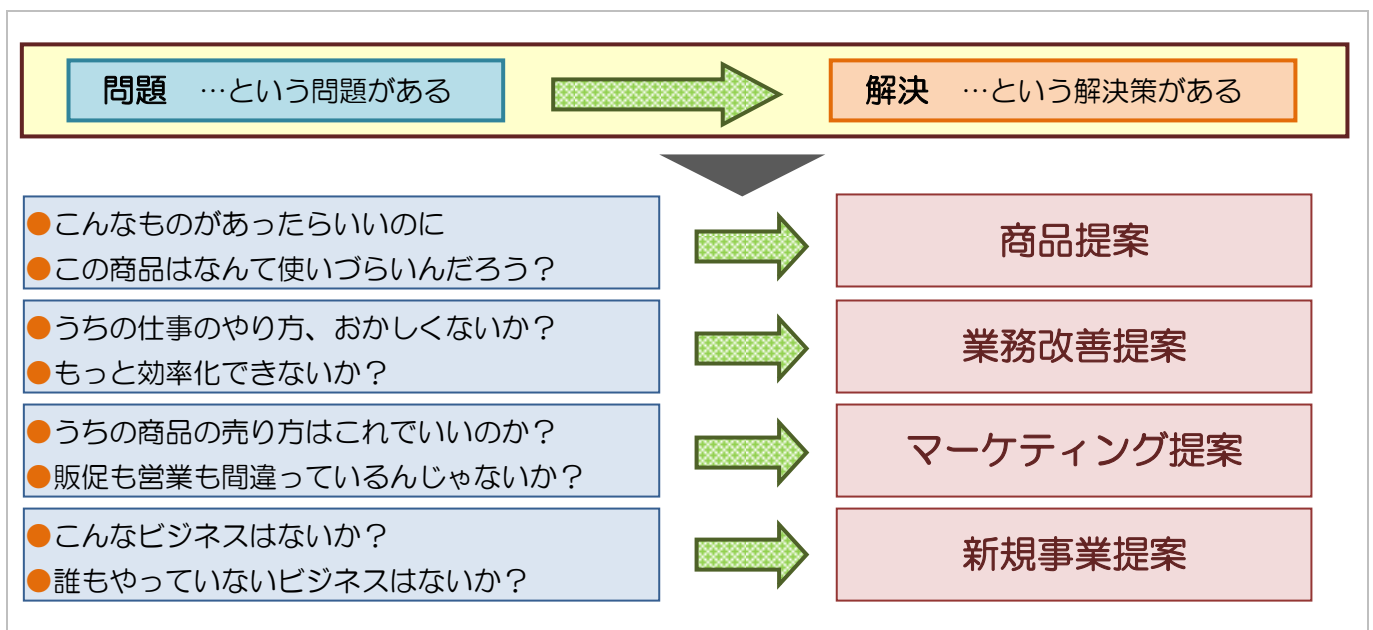 問題 …という問題がある
解決 …という解決策がある
●こんなものがあったらいいのに
●この商品はなんて使いづらいんだろう？
商品提案
●うちの仕事のやり方、おかしくないか？
●もっと効率化できないか？
業務改善提案
●うちの商品の売り方はこれでいいのか？
●販促も営業も間違っているんじゃないか？
マーケティング提案
●こんなビジネスはないか？
●誰もやっていないビジネスはないか？
新規事業提案